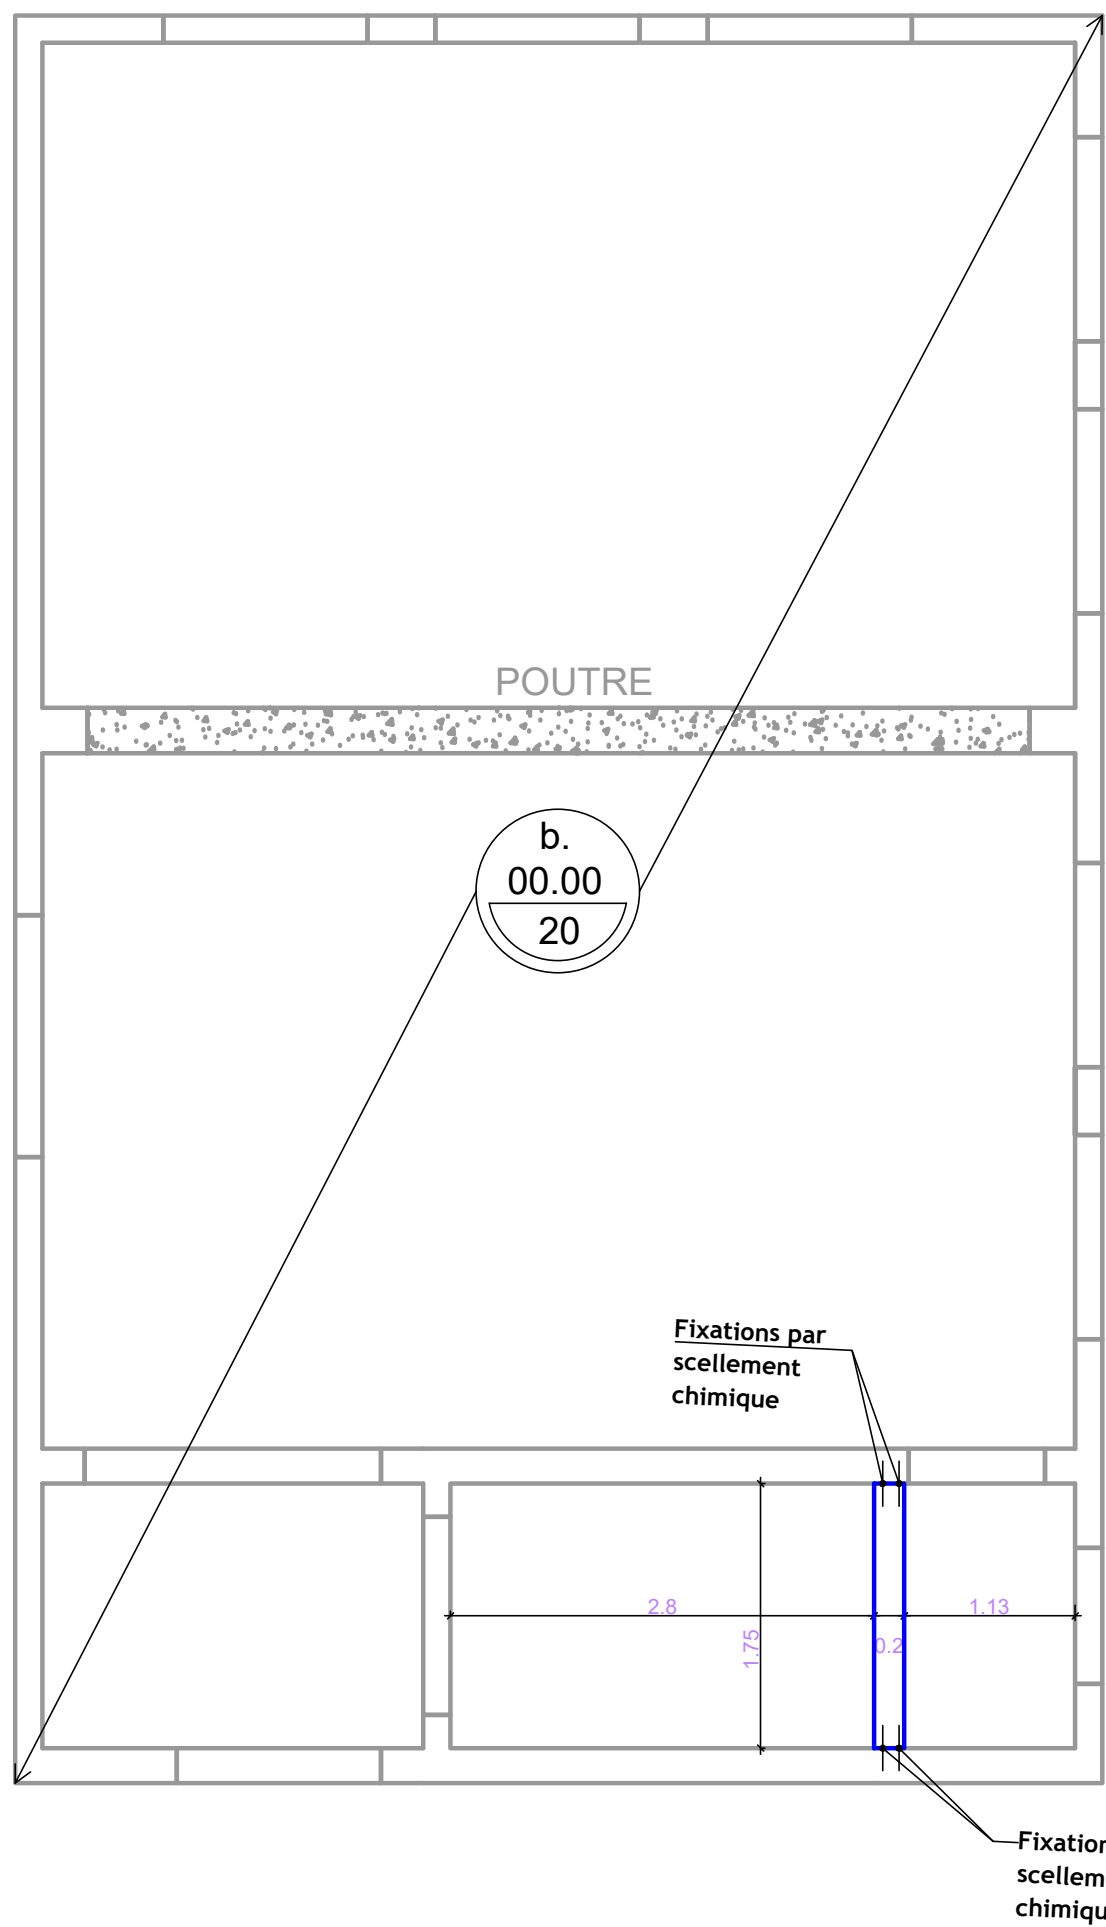 POUTRE
b.
00.00
20
Fixations par
scellement
chimique
2.8
1.13
1.75
0.2